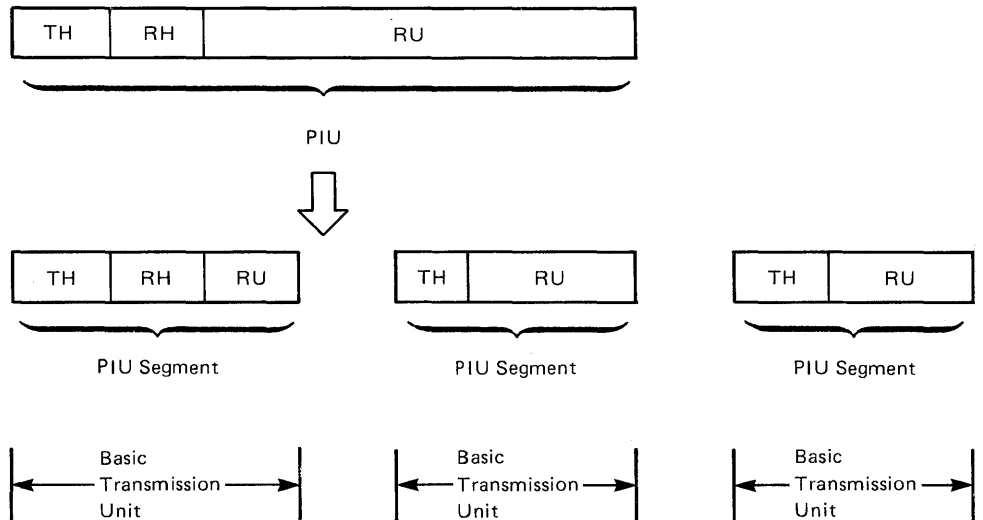 TH RH RU
PIU
TH RH RU TH RU TH RU
PIU Segment PIU Segment PIU Segment
Basic Basic Basic
Transmission Transmission Transmission
Unit Unit Unit